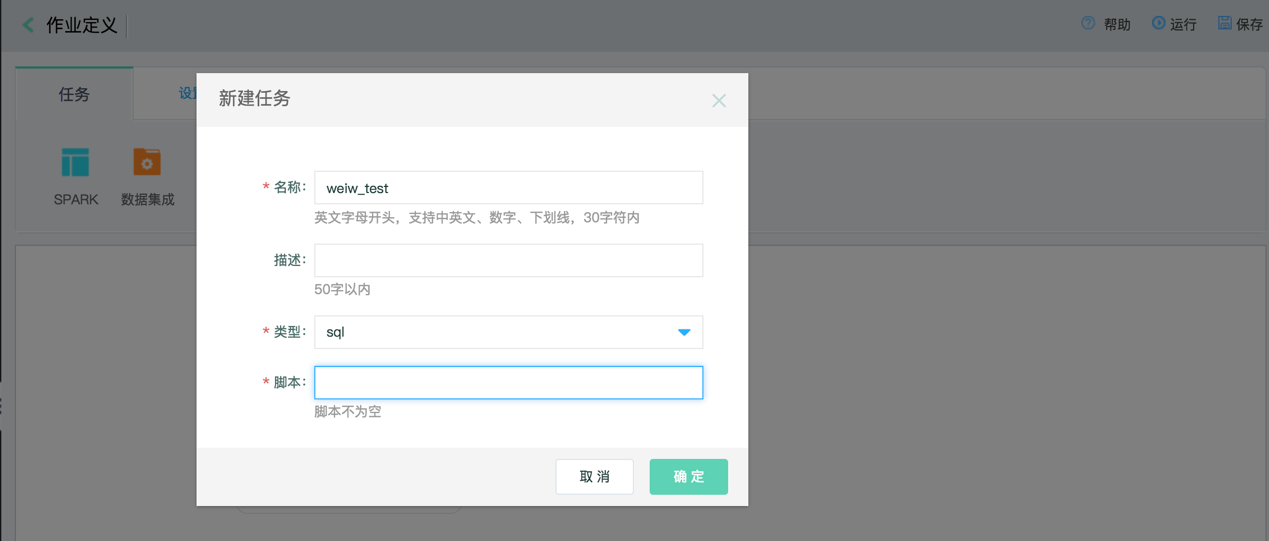 作业定义
帮助
运行
保存
任务
设置
SPARK
数据集成
新建任务
* 名称：
weiw_test
英文字母开头，支持中英文、数字、下划线，30字符内
描述：
50字以内
* 类型：
sql
* 脚本：
脚本不为空
取 消
确 定